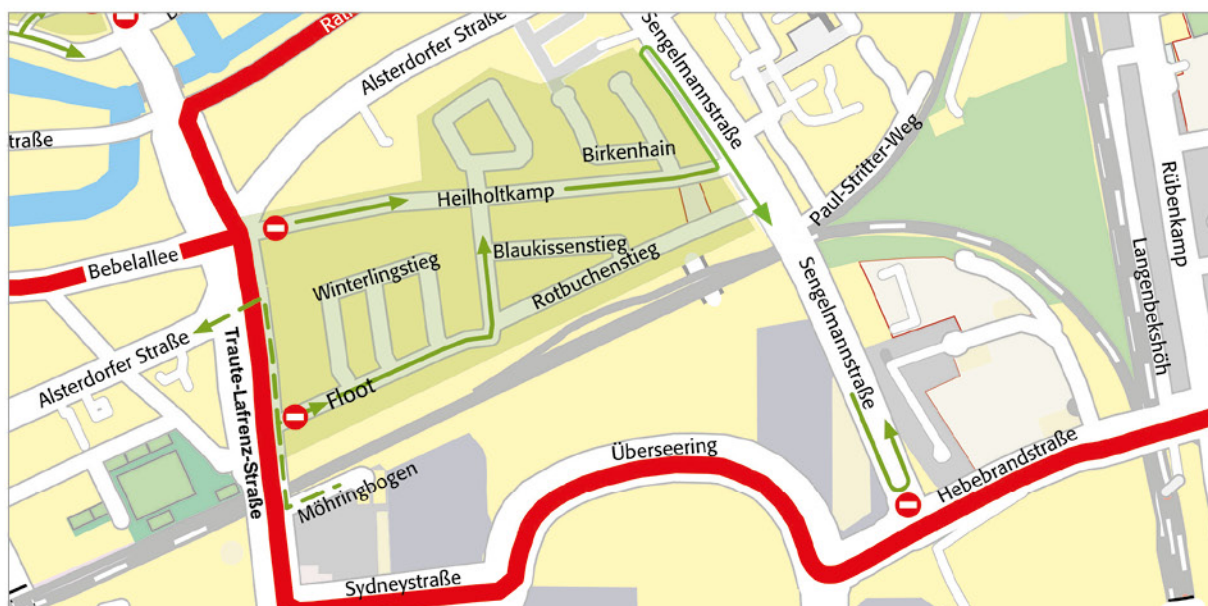 Alsterdorfer Straße
Sengelmannstraße
traße
Birkenhain
Heilholtkamp
Paul-Stritter-Weg
Rübenkamp
Langenbekshöh
Bebelallee
Blaukissenstieg
Winterlingstieg
Rotbuchenstieg
Sengelmannstraße
Alsterdorfer Straße
Traute-Lafrenz-Straße
Floot
Überseering
Hebebrandstraße
Möhringbogen
Sydneystraße